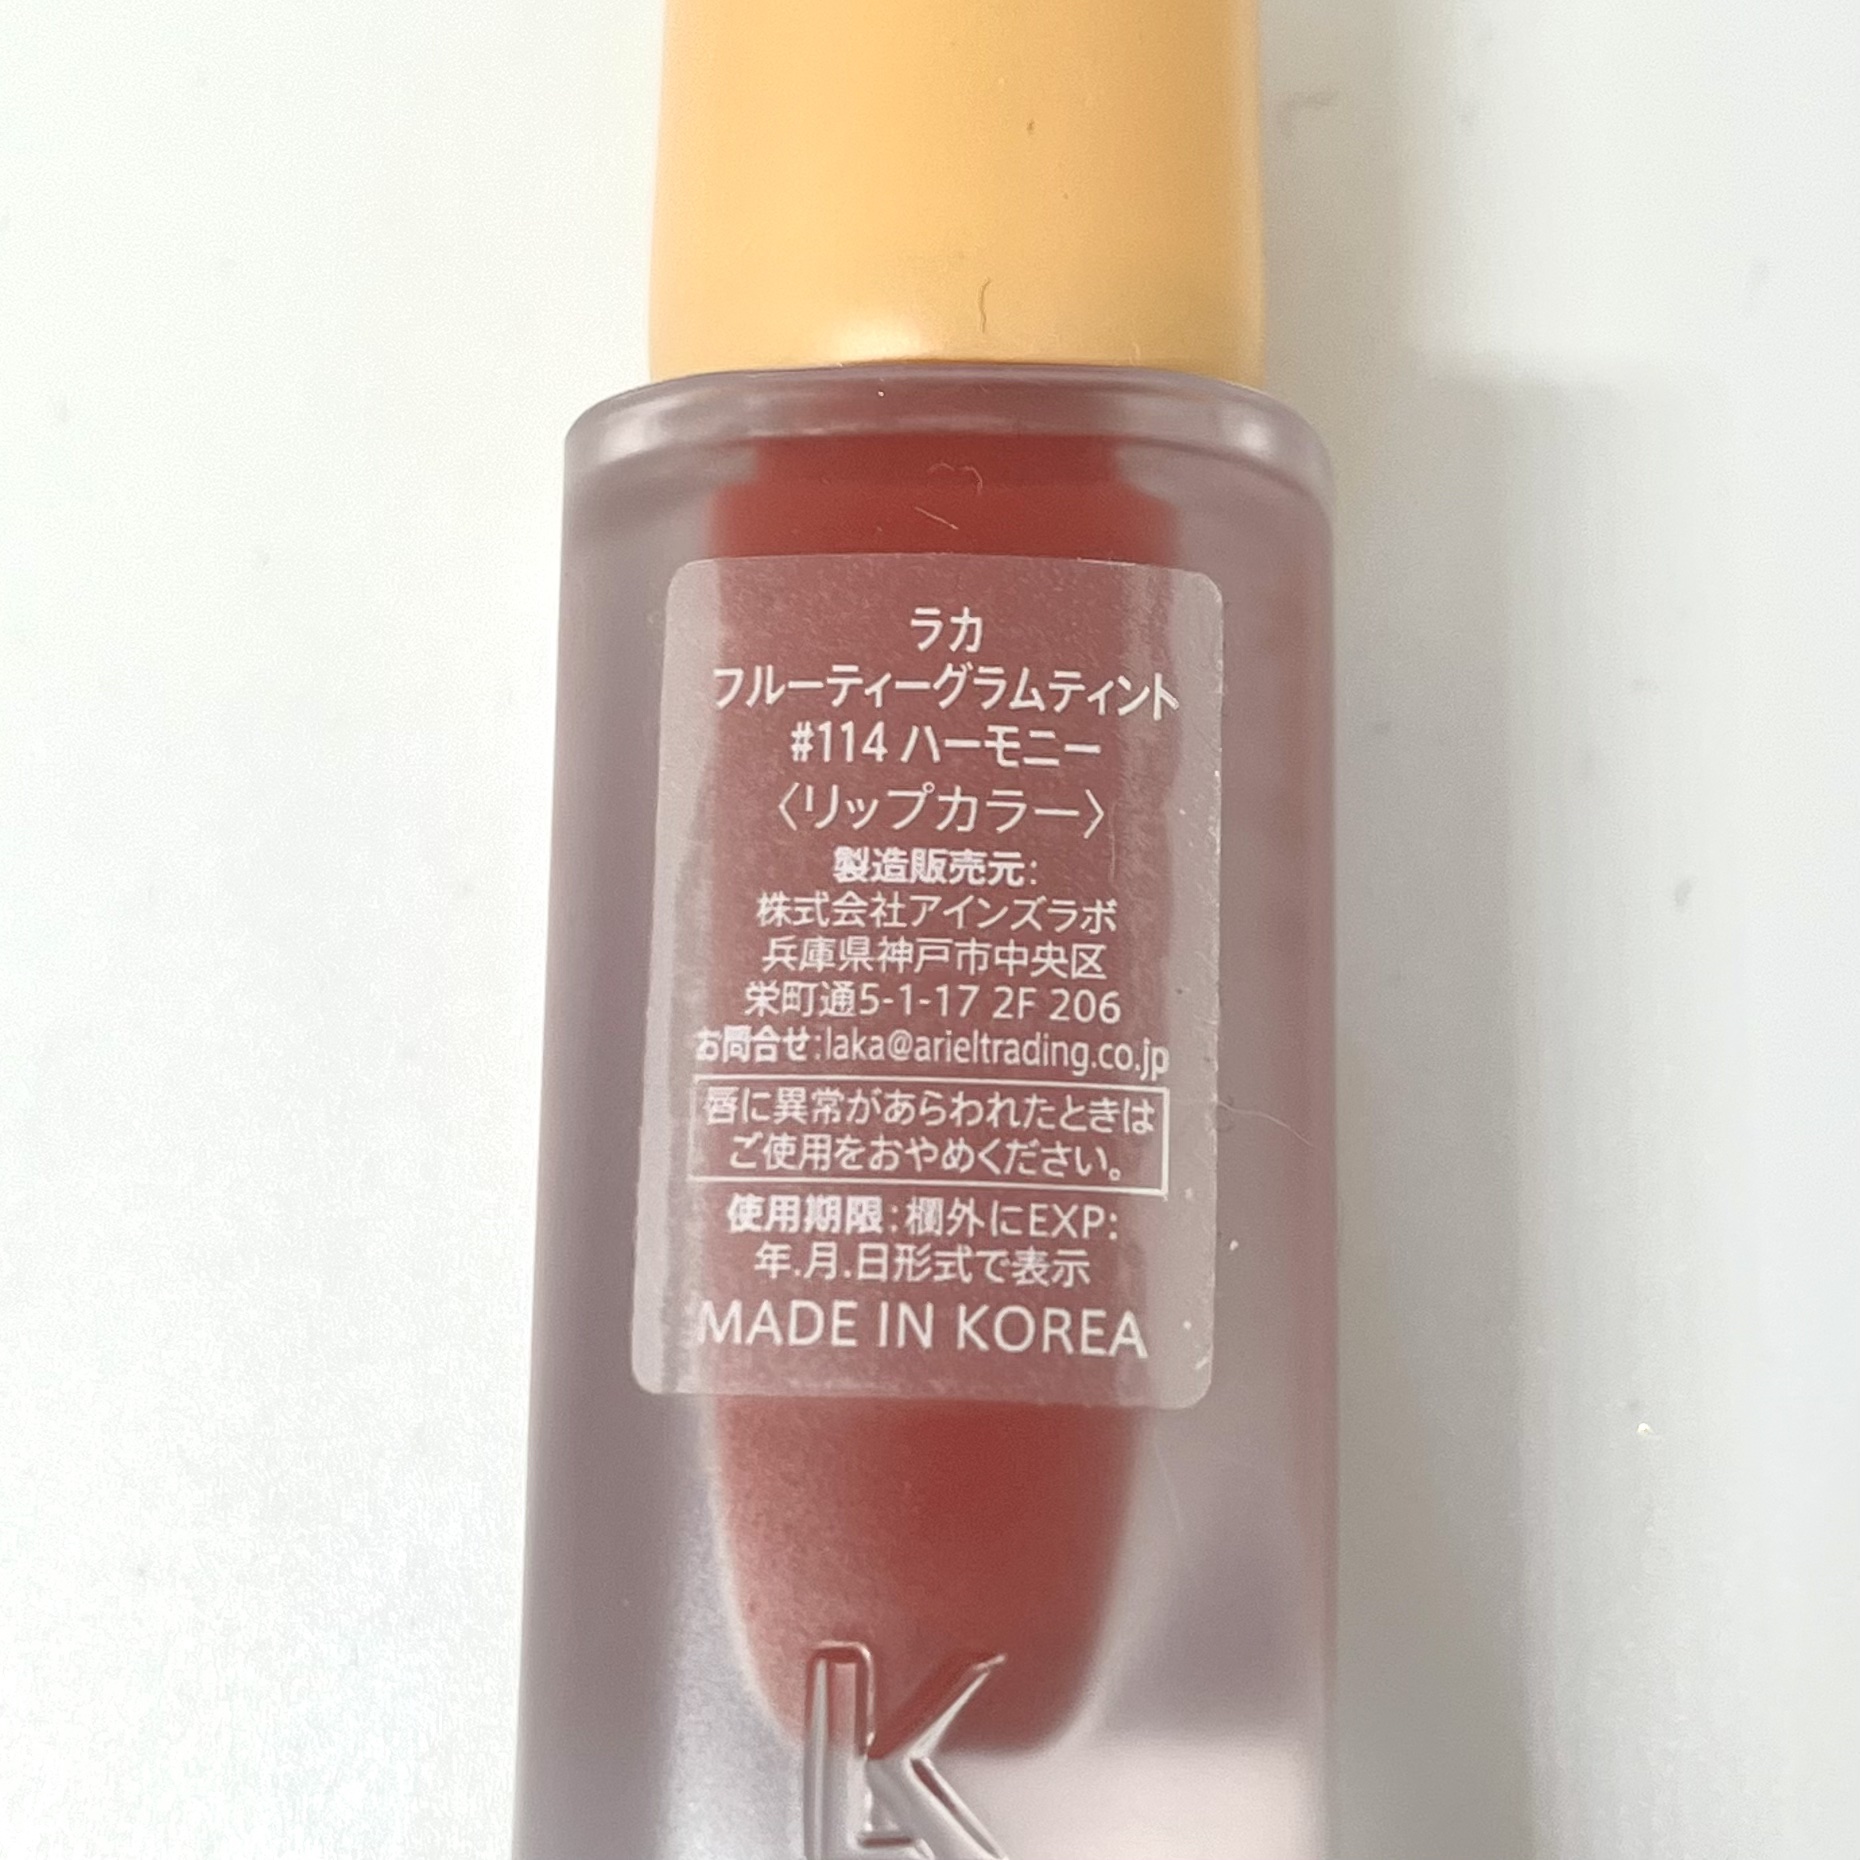 ラカ
フルーティーグラムティント
#114 ハーモニー
〈リップカラー〉
製造販売元:
株式会社アインズラボ
兵庫県神戸市中央区
栄町通5-1-17 2F 206
お問合せ:laka@arieltrading.co.jp
唇に異常があらわれたときは
ご使用をおやめください。
使用期限:欄外にEXP:
年.月.日形式で表示
MADE IN KOREA
K